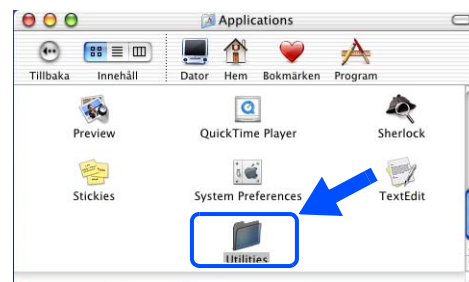 Applications
Tillbaka Innehåll Dator Hem Bokmärken Program
Preview QuickTime Player Sherlock
Stickies System Preferences TextEdit
Utilities